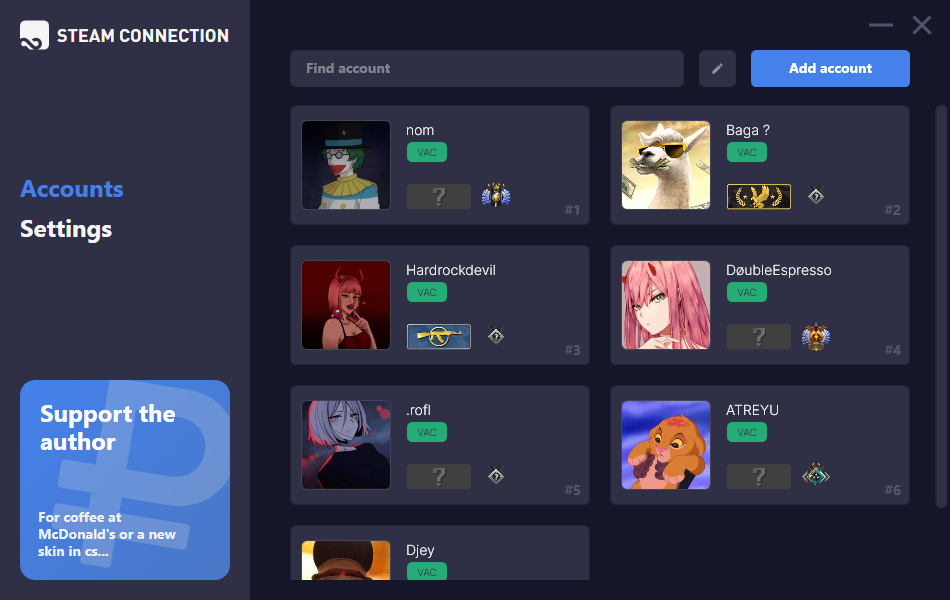 STEAM CONNECTION
Accounts
Settings
Support the
author
For coffee at
McDonald's or a new
skin in cs...
Find account
Add account
nom
VAC
?
#1
Baga ?
VAC
?
#2
Hardrockdevil
VAC
?
#3
DøubleEspresso
VAC
?
#4
.rofl
VAC
?
?
#5
ATREYU
VAC
?
#6
Djey
VAC